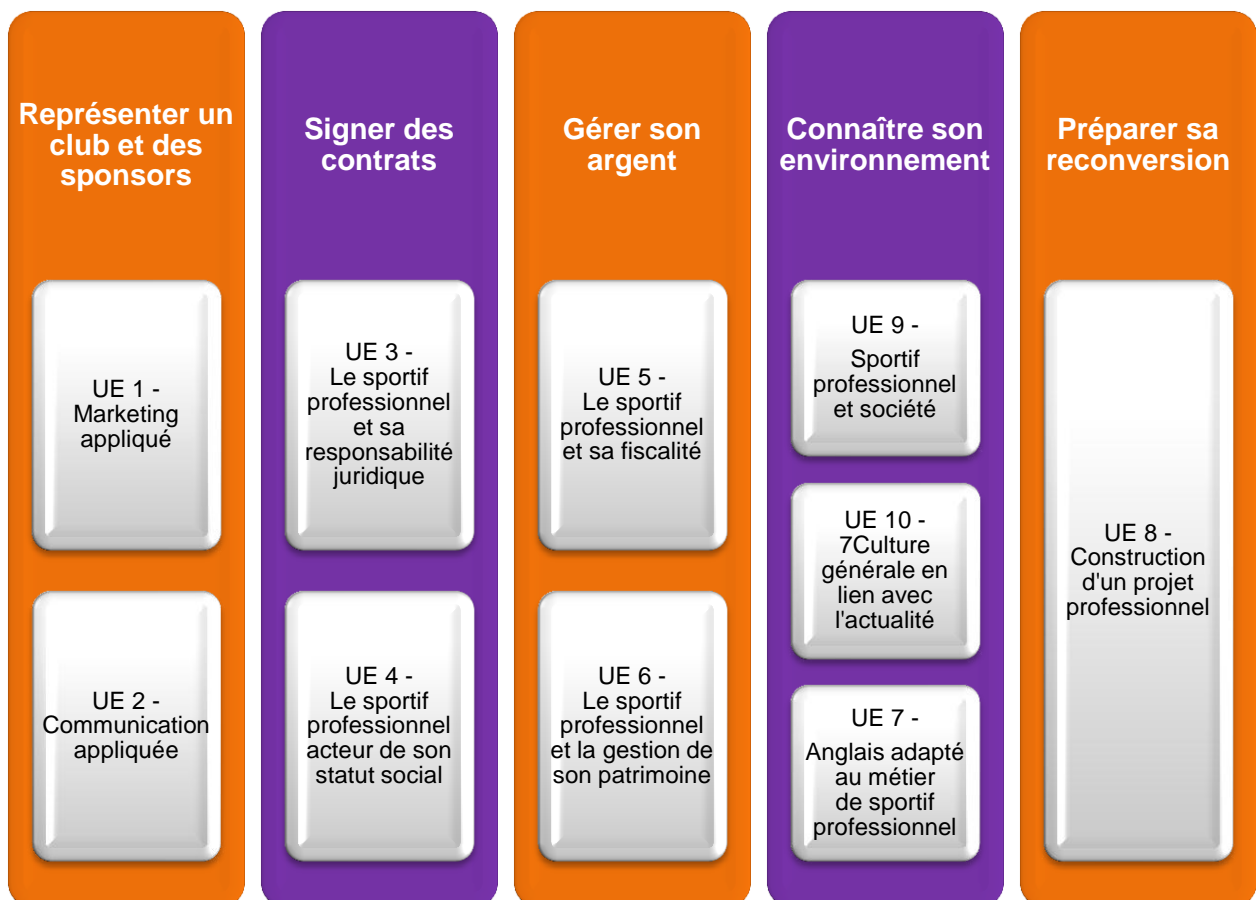 Représenter un
club et des
sponsors
UE 1 -
Marketing
appliqué
UE 2 -
Communication
appliquée
Signer des
contrats
UE 3 -
Le sportif
professionnel
et sa
responsabilité
juridique
UE 4 -
Le sportif
professionnel
acteur de son
statut social
Gérer son
argent
UE 5 -
Le sportif
professionnel
et sa fiscalité
UE 6 -
Le sportif
professionnel
et la gestion de
son patrimoine
Connaître son
environnement
UE 9 -
Sportif
professionnel
et société
UE 10 -
7Culture
générale en
lien avec
l'actualité
UE 7 -
Anglais adapté
au métier
de sportif
professionnel
Préparer sa
reconversion
UE 8 -
Construction
d'un projet
professionnel